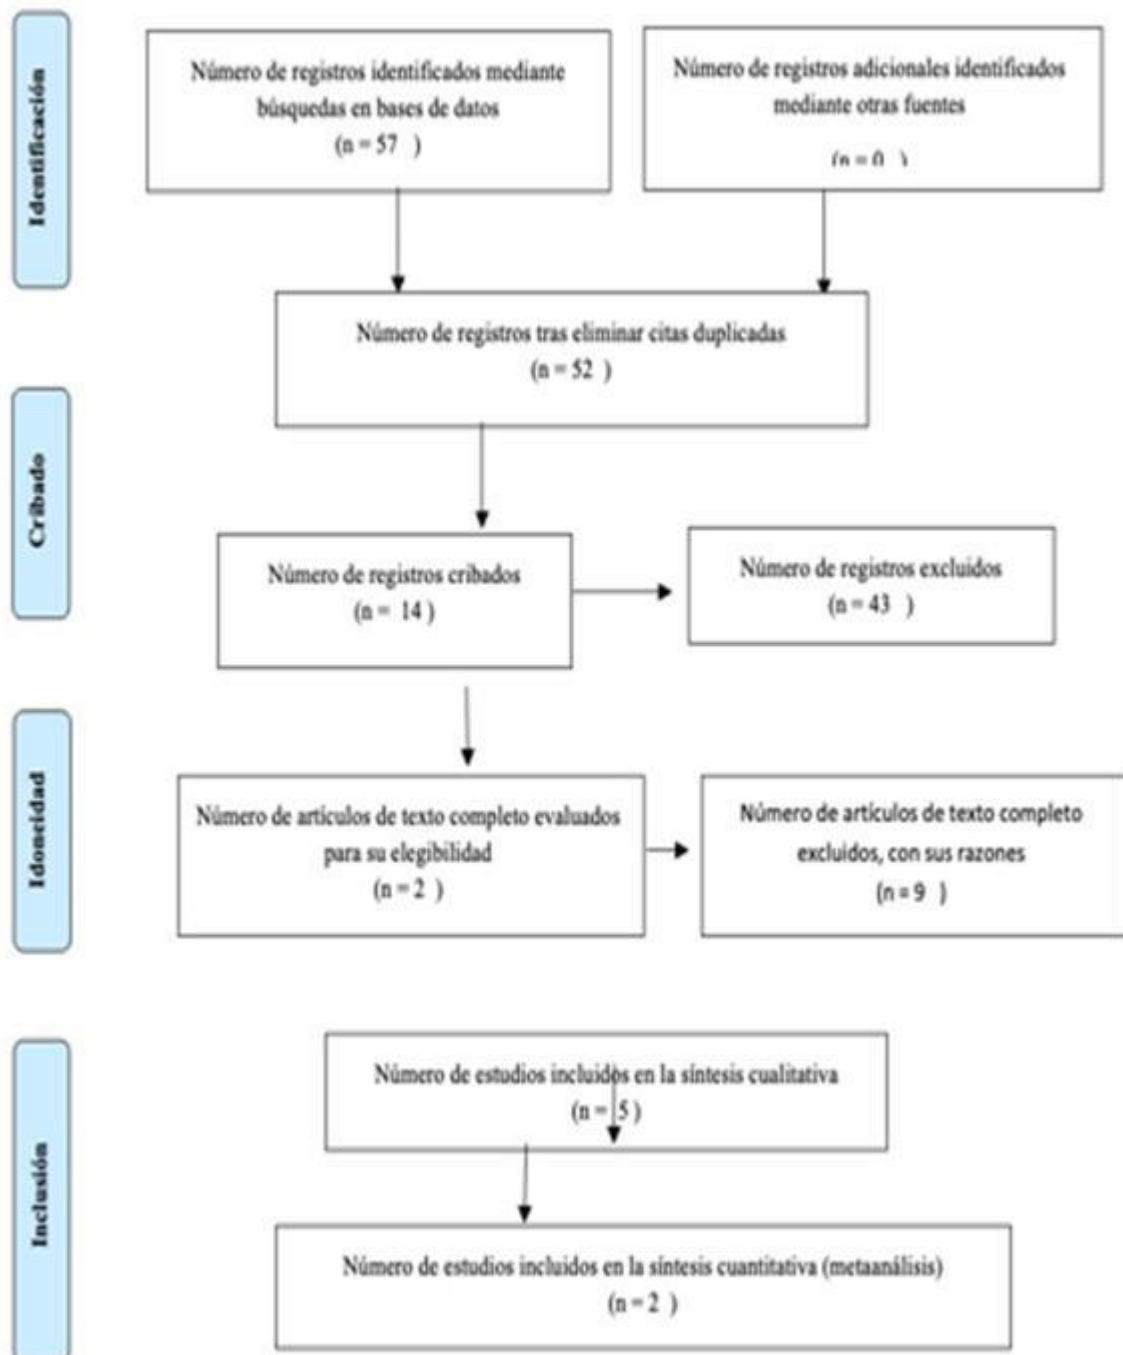 Identificación
Número de registros identificados mediante
búsquedas en bases de datos
(n = 57 )
Número de registros adicionales identificados
mediante otras fuentes
(n = 0 )
Número de registros tras eliminar citas duplicadas
(n = 52 )
Cribado
Número de registros cribados
(n = 14 )
Número de registros excluidos
(n = 43 )
Idoneidad
Número de artículos de texto completo evaluados
para su elegibilidad
(n = 2 )
Número de artículos de texto completo
excluidos, con sus razones
(n = 9 )
Inclusión
Número de estudios incluidos en la síntesis cualitativa
(n = 5 )
Número de estudios incluidos en la síntesis cuantitativa (metaanálisis)
(n = 2 )